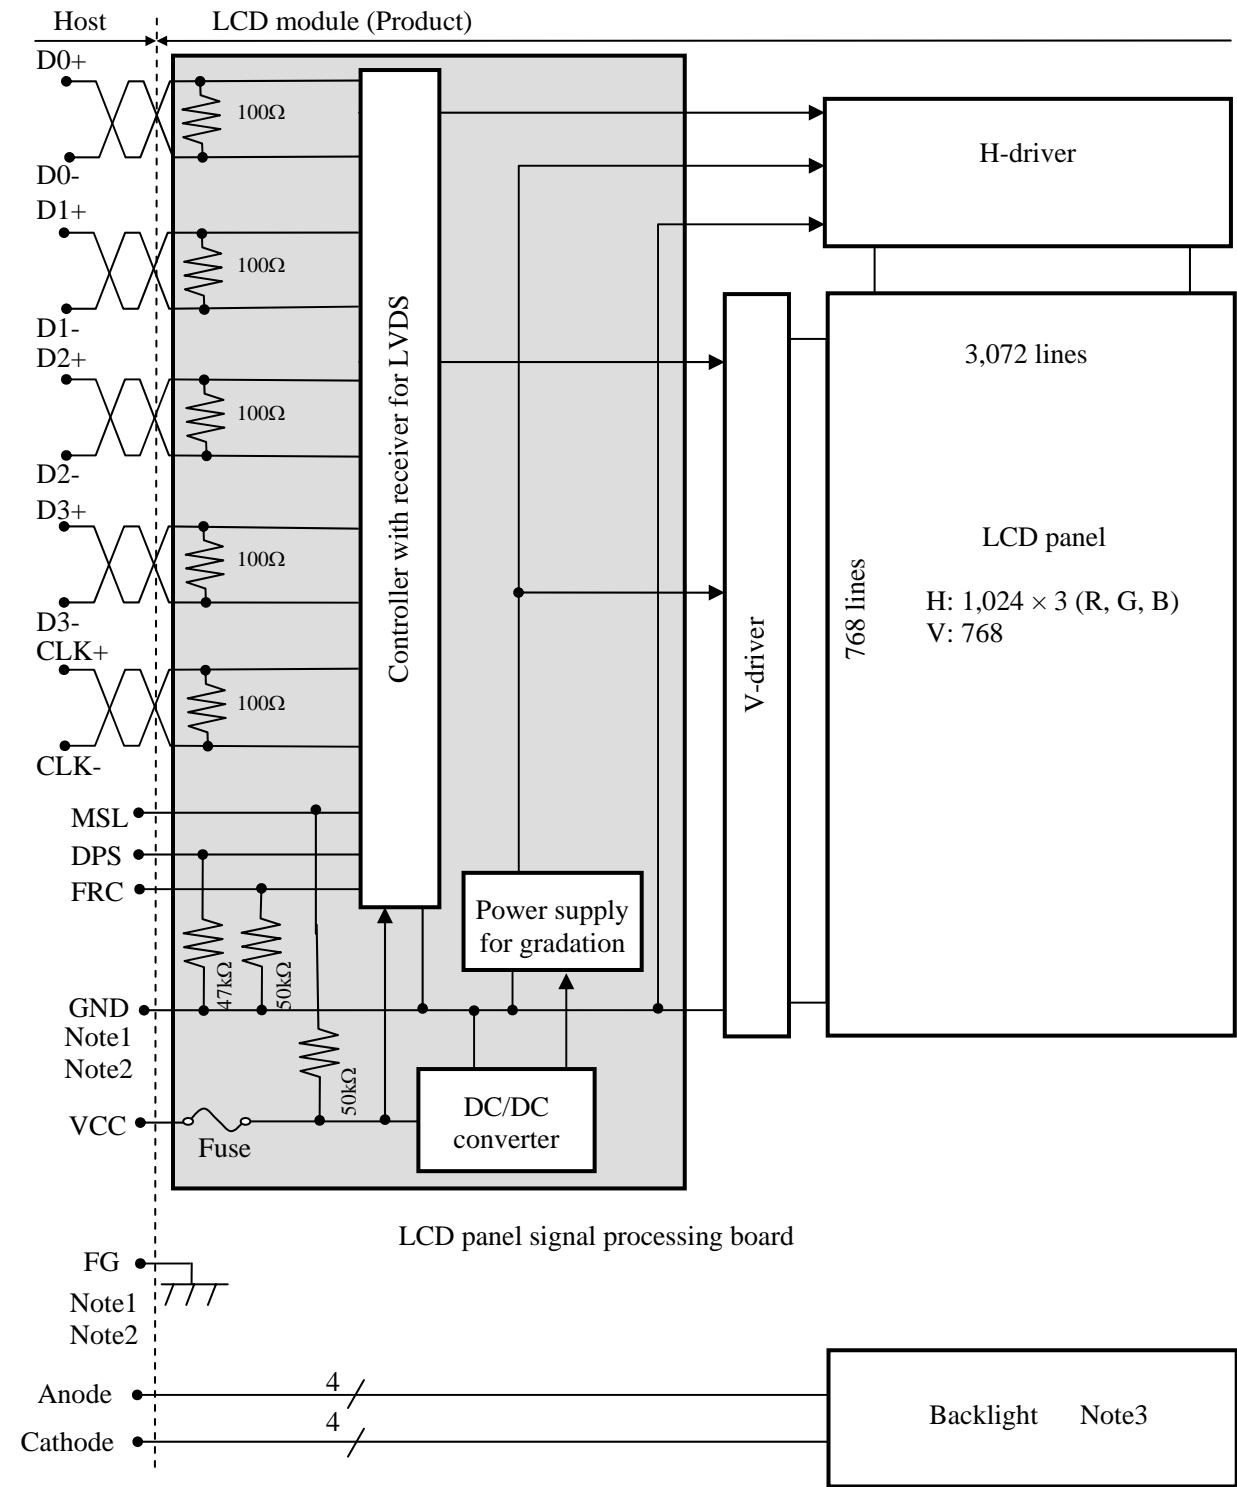 Host
LCD module (Product)
D0+
100Ω
D0-
D1+
100Ω
D1-
D2+
100Ω
D2-
D3+
100Ω
D3-
CLK+
100Ω
CLK-
MSL
DPS
FRC
GND
Note1
Note2
VCC
Fuse
47kΩ
50kΩ
50kΩ
Controller with receiver for LVDS
Power supply
for gradation
DC/DC
converter
H-driver
V-driver
3,072 lines
768 lines
LCD panel
H: 1,024 × 3 (R, G, B)
V: 768
LCD panel signal processing board
FG
Note1
Note2
Anode
4
Cathode
4
Backlight Note3